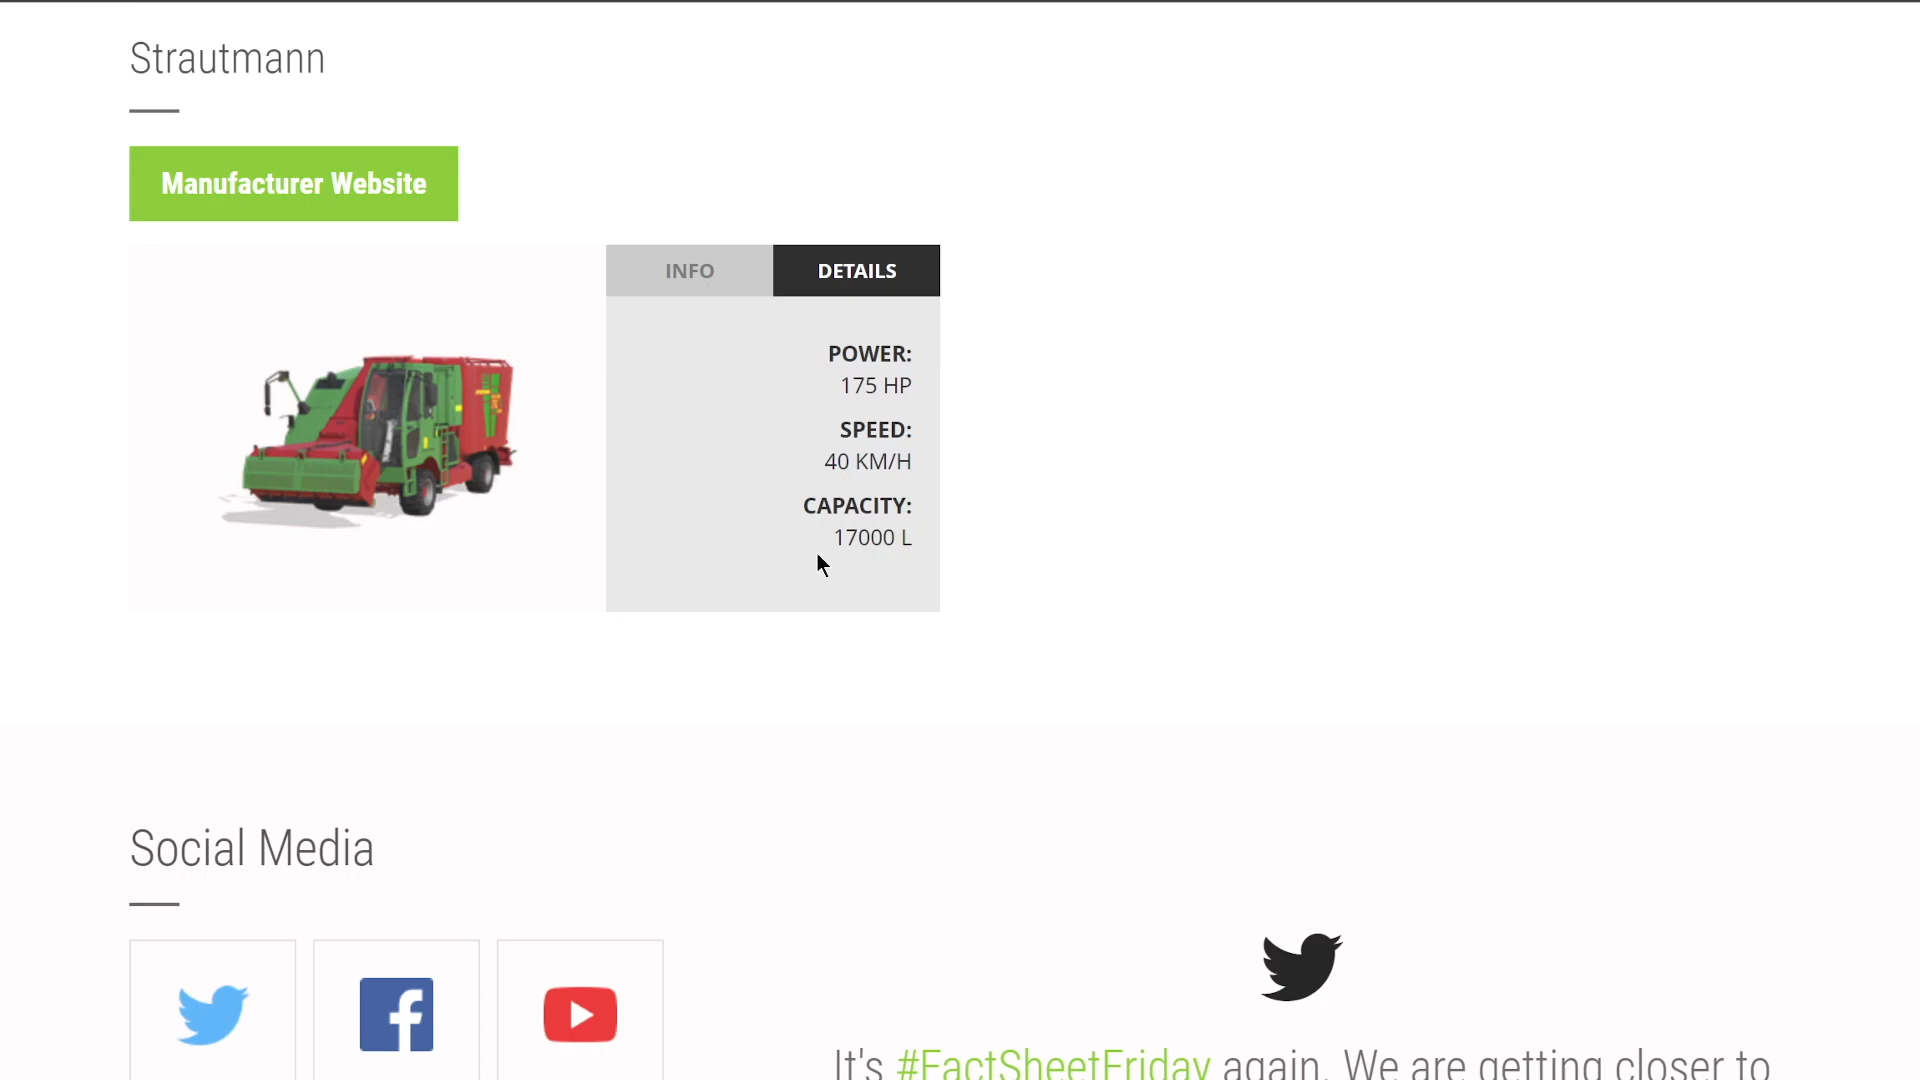 Strautmann
Manufacturer Website
INFO
DETAILS
POWER:
175 HP
SPEED:
40 KM/H
CAPACITY:
17000 L
Social Media
It's #FactSheetFriday again. We are getting closer to